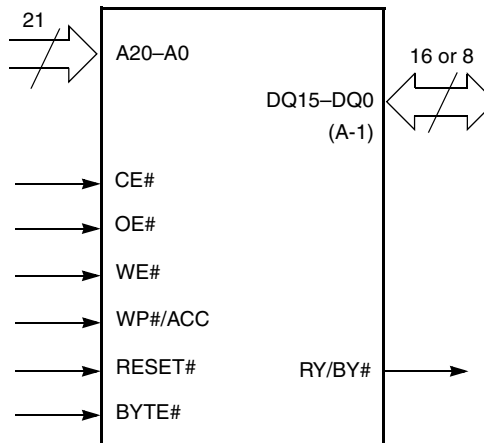 21
A20–A0
16 or 8
DQ15–DQ0
(A-1)
CE#
OE#
WE#
WP#/ACC
RESET#
RY/BY#
BYTE#